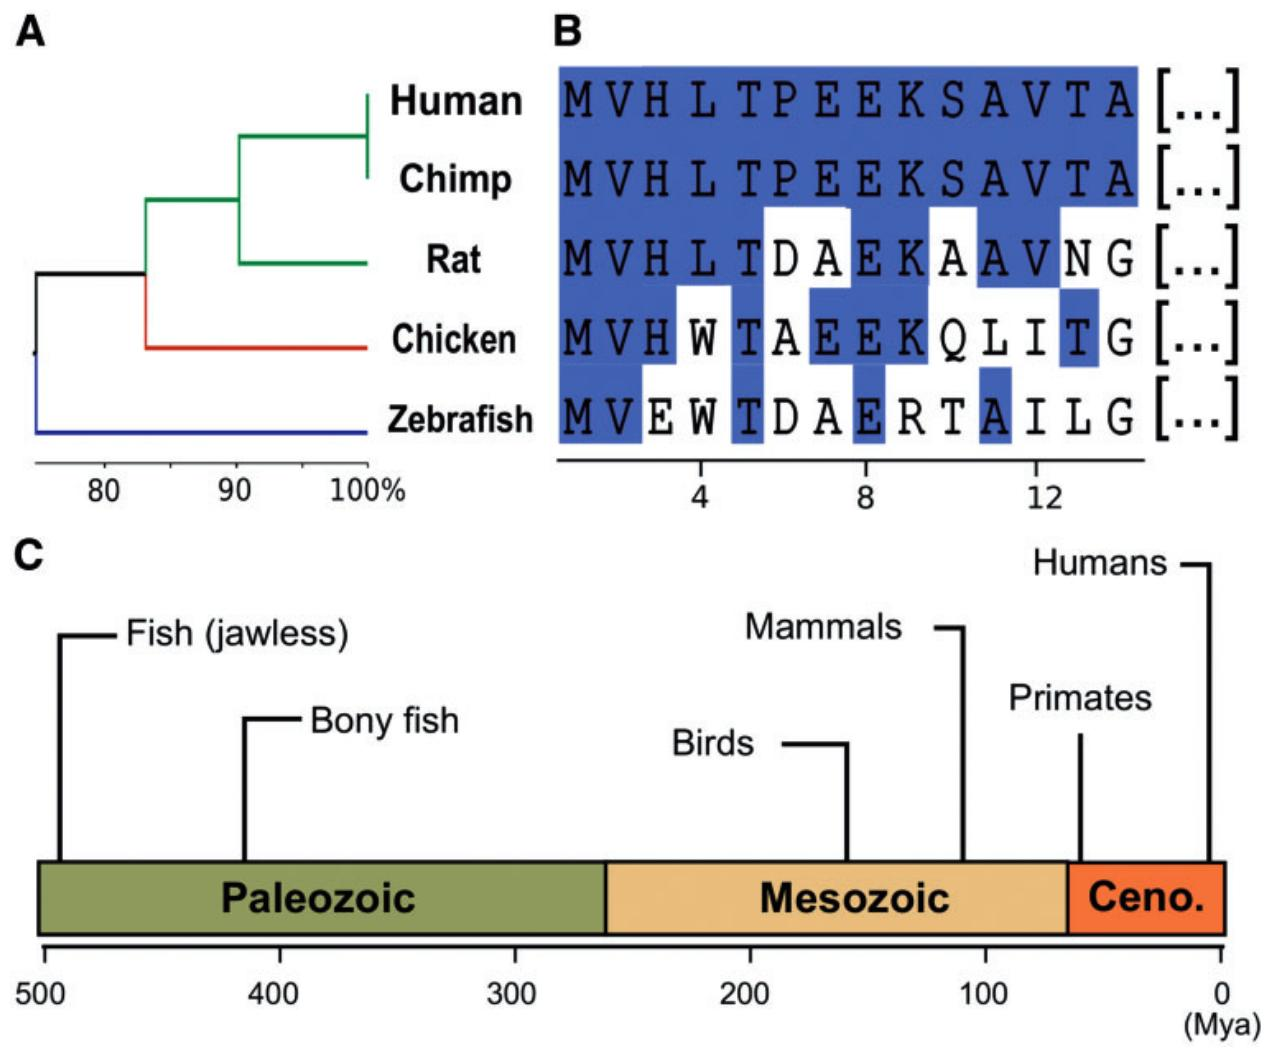 A
B
Human
MVHLTPEEKSAVTA [...]
Chimp
MVHLTPEEKSAVTA [...]
Rat
MVHLTDAEKAAVNG [...]
Chicken
MVHWTAEEKQLITG [...]
Zebrafish
MVEWTDAERTAILG [...]
80 90 100%
4 8 12
C
Humans
Fish (jawless)
Mammals
Primates
Bony fish
Birds
Paleozoic
Mesozoic
Ceno.
500 400 300 200 100 0
(Mya)